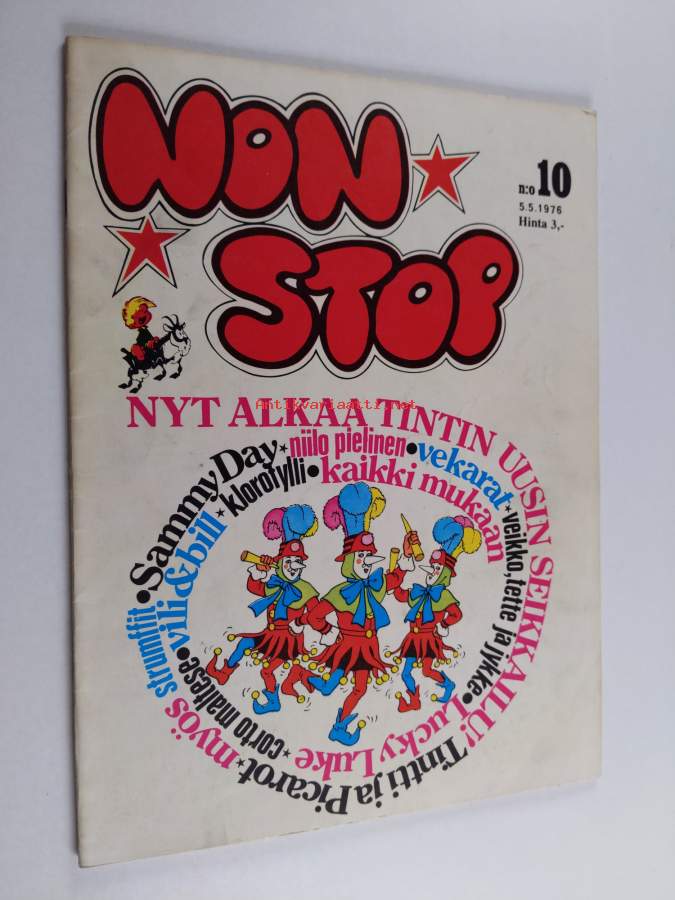 NON
STOP
n:o 10
5.5.1976
Hinta 3,-
Antikvariaatti.net
NYT ALKAA TINTIN UUSIN SEIKKAILU! Tintti ja Picarot
myös strumffit • Sammy Day * niilo pielinen • vekarat * veikko, tette ja jykke • Lucky Luke * corto maltese • vili & bill * klorofylli • kaikki mukaan